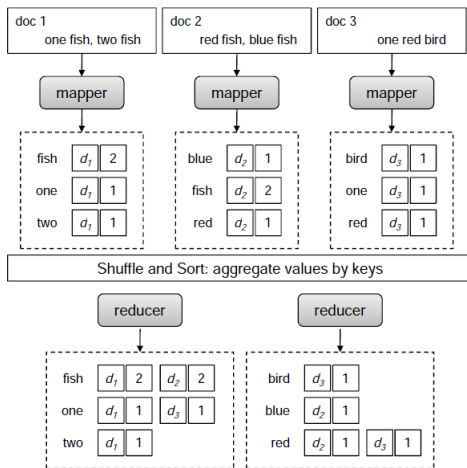 doc 1 doc 2 doc 3
one fish, two fish red fish, blue fish one red bird
mapper mapper mapper
fish d1 2 blue d2 1 bird d3 1
one d1 1 fish d2 2 one d3 1
two d1 1 red d2 1 red d3 1
Shuffle and Sort: aggregate values by keys
reducer reducer
fish d1 2 d2 2 bird d3 1
one d1 1 d3 1 blue d2 1
two d1 1 red d2 1 d3 1